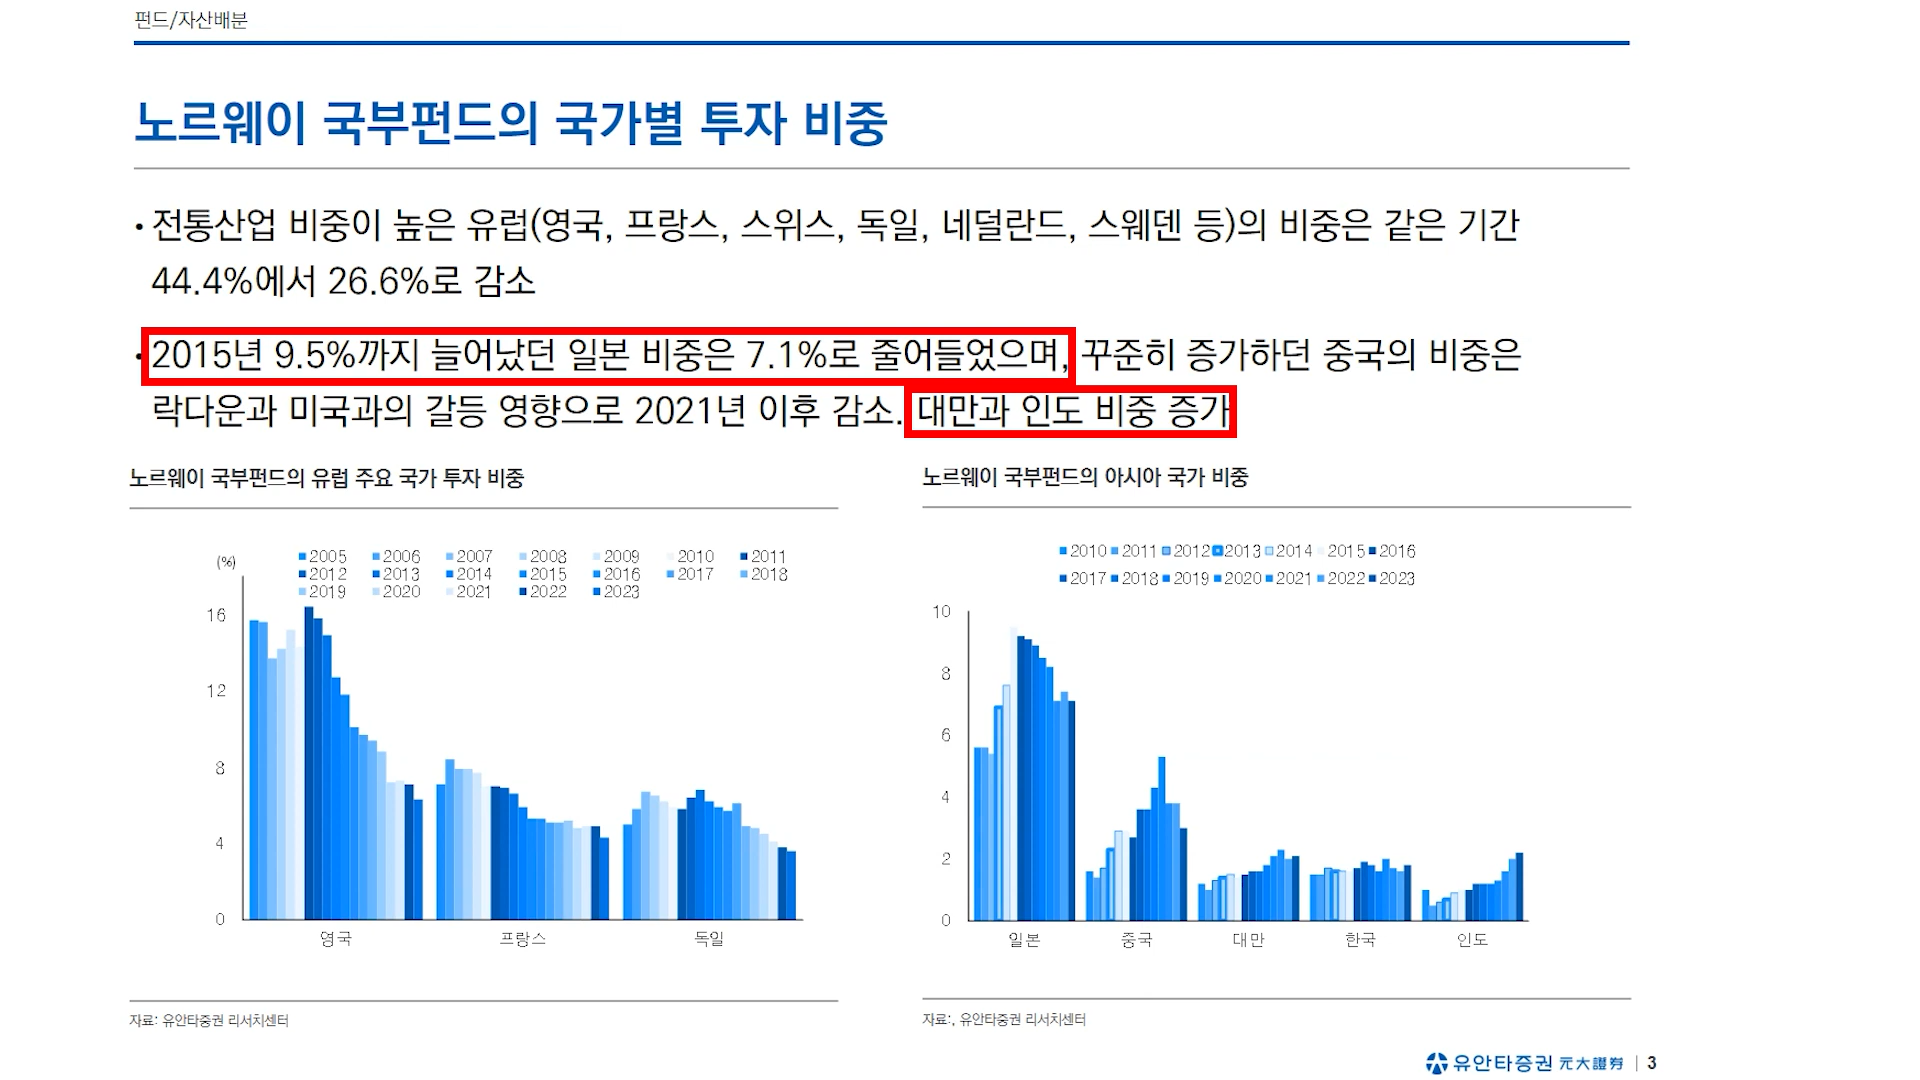 펀드/자산배분
노르웨이 국부펀드의 국가별 투자 비중
• 전통산업 비중이 높은 유럽(영국, 프랑스, 스위스, 독일, 네덜란드, 스웨덴 등)의 비중은 같은 기간
44.4%에서 26.6%로 감소
• 2015년 9.5%까지 늘어났던 일본 비중은 7.1%로 줄어들었으며, 꾸준히 증가하던 중국의 비중은
락다운과 미국과의 갈등 영향으로 2021년 이후 감소. 대만과 인도 비중 증가
노르웨이 국부펀드의 유럽 주요 국가 투자 비중
(%)
2005 2006 2007 2008 2009 2010 2011
2012 2013 2014 2015 2016 2017 2018
2019 2020 2021 2022 2023
16
12
8
4
0
영국 프랑스 독일
자료: 유안타증권 리서치센터
노르웨이 국부펀드의 아시아 국가 비중
2010 2011 2012 2013 2014 2015 2016
2017 2018 2019 2020 2021 2022 2023
10
8
6
4
2
0
일본 중국 대만 한국 인도
자료:, 유안타증권 리서치센터
유안타증권 元大證券 | 3